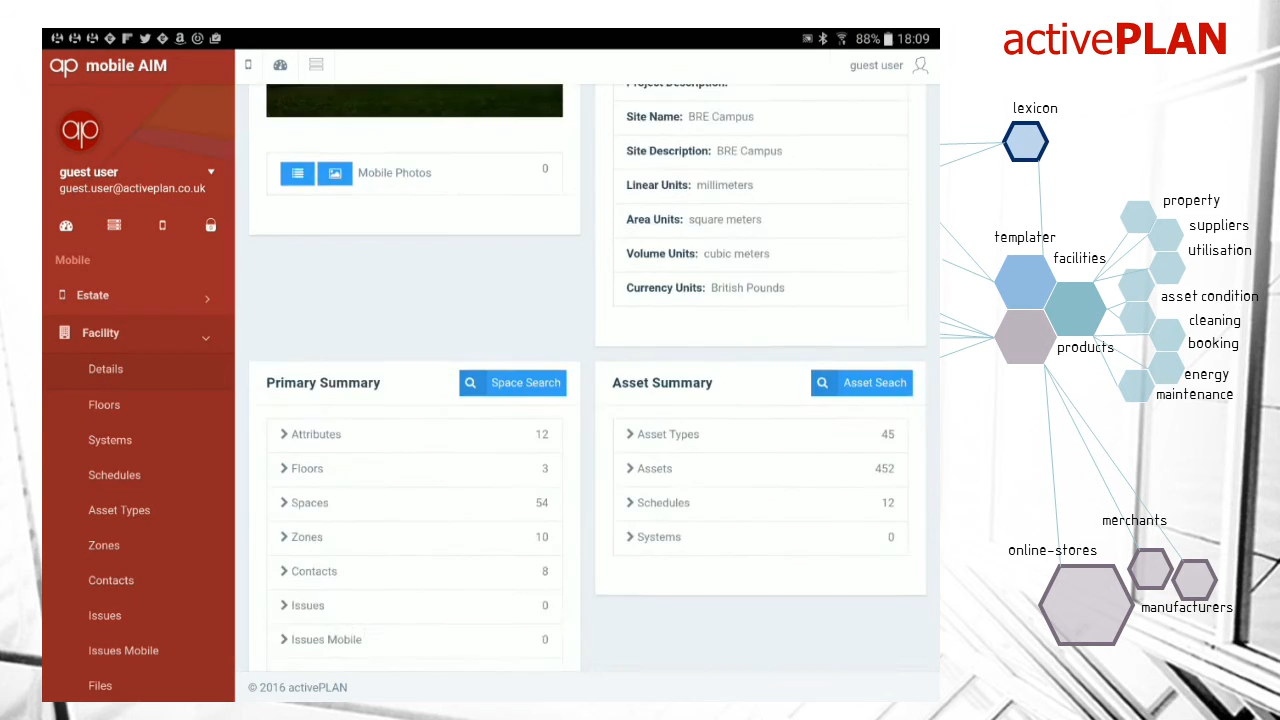 88% 18:09
ap mobile AIM
guest user
ap
guest user
guest.user@activeplan.co.uk
Mobile
Estate
Facility
Details
Floors
Systems
Schedules
Asset Types
Zones
Contacts
Issues
Issues Mobile
Files
Mobile Photos 0
Project Description:
Site Name: BRE Campus
Site Description: BRE Campus
Linear Units: millimeters
Area Units: square meters
Volume Units: cubic meters
Currency Units: British Pounds
Primary Summary Space Search
Attributes 12
Floors 3
Spaces 54
Zones 10
Contacts 8
Issues 0
Issues Mobile 0
Asset Summary Asset Seach
Asset Types 45
Assets 452
Schedules 12
Systems 0
© 2016 activePLAN
activePLAN
lexicon
templater
facilities
products
property
suppliers
utilisation
asset condition
cleaning
booking
energy
maintenance
merchants
online-stores
manufacturers